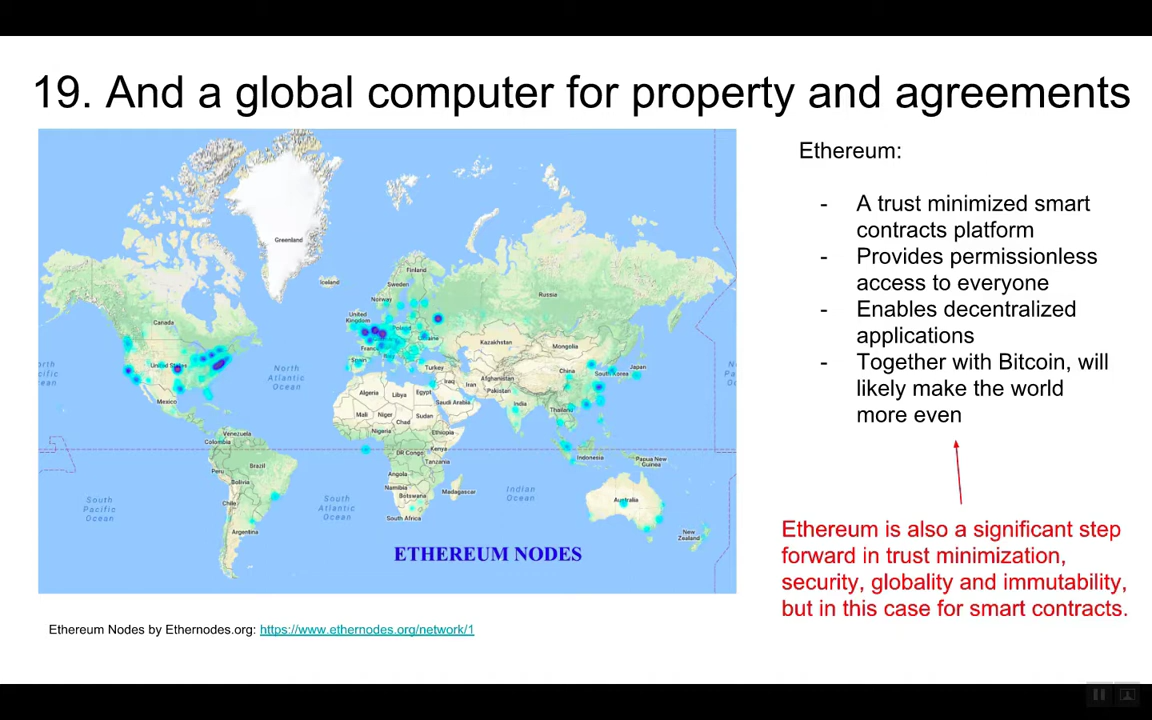 19. And a global computer for property and agreements
Ethereum:
- A trust minimized smart
contracts platform
- Provides permissionless
access to everyone
- Enables decentralized
applications
- Together with Bitcoin, will
likely make the world
more even
Ethereum is also a significant step
forward in trust minimization,
security, globality and immutability,
but in this case for smart contracts.
Greenland
Iceland
Finland
Sweden
Norway
Russia
United
Kingdom
Poland
Ukraine
France
Spain
Turkey
Kazakhstan
Mongolia
China
Japan
South Korea
Afghanistan
Pakistan
Iraq
Iran
Algeria
Libya
Egypt
Saudi Arabia
India
Thailand
Mali
Niger
Chad
Sudan
Nigeria
Ethiopia
DR Congo
Kenya
Tanzania
Angola
Namibia
Botswana
Madagascar
South Africa
Indonesia
Papua New
Guinea
Australia
New
Zealand
Canada
United States
Mexico
Venezuela
Colombia
Peru
Brazil
Bolivia
Chile
Argentina
North
Atlantic
Ocean
South
Pacific
Ocean
South
Atlantic
Ocean
Indian
Ocean
ETHEREUM NODES
Ethereum Nodes by Ethernodes.org: https://www.ethernodes.org/network/1